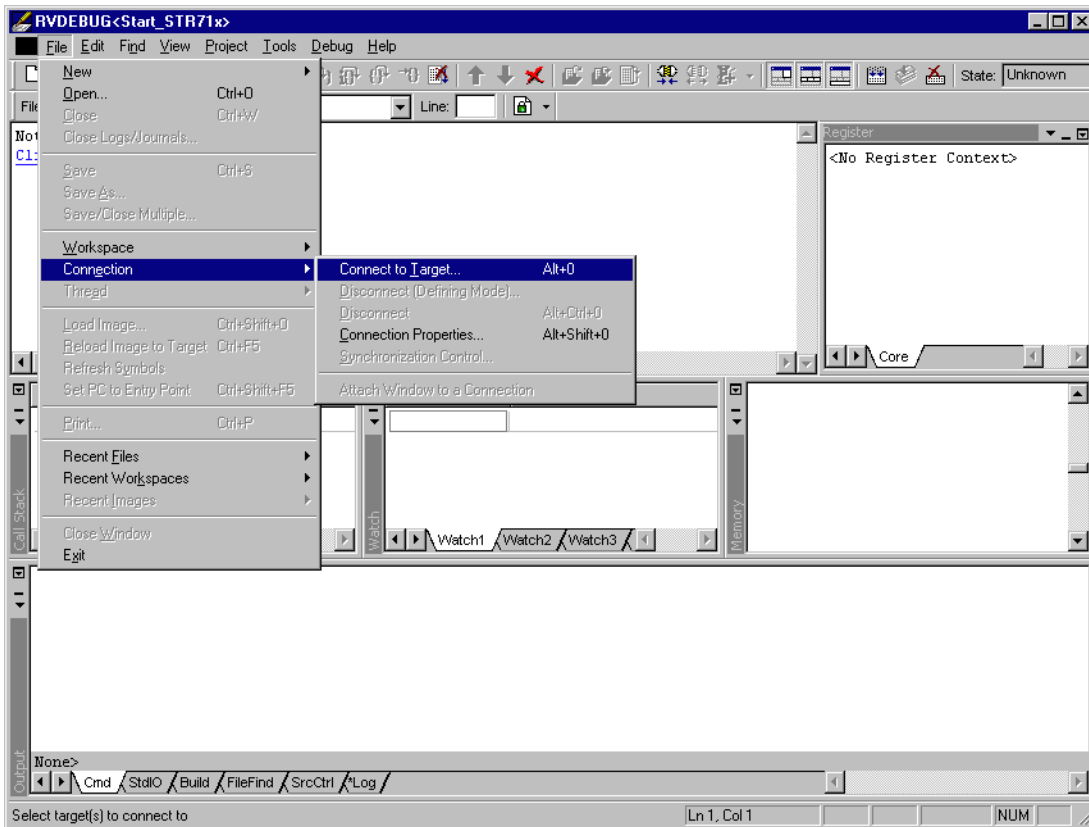 RVDEBUG<Start_STR71x>
File Edit Find View Project Tools Debug Help
State: Unknown
File Line:
New
Open... Ctrl+O
Close Ctrl+W
Close Logs/Journals...
Save Ctrl+S
Save As...
Save/Close Multiple...
Workspace
Connection
Thread
Load Image... Ctrl+Shift+O
Reload Image to Target Ctrl+F5
Refresh Symbols
Set PC to Entry Point Ctrl+Shift+F5
Print... Ctrl+P
Recent Files
Recent Workspaces
Recent Images
Close Window
Exit
Connect to Target... Alt+0
Disconnect (Defining Mode)...
Disconnect Alt+Ctrl+0
Connection Properties... Alt+Shift+0
Synchronization Control...
Attach Window to a Connection
Register
<No Register Context>
Core
Call Stack
Watch
Watch1 Watch2 Watch3
Memory
Output
None>
Cmd StdIO Build FileFind SrcCtrl *Log
Select target(s) to connect to Ln 1, Col 1 NUM